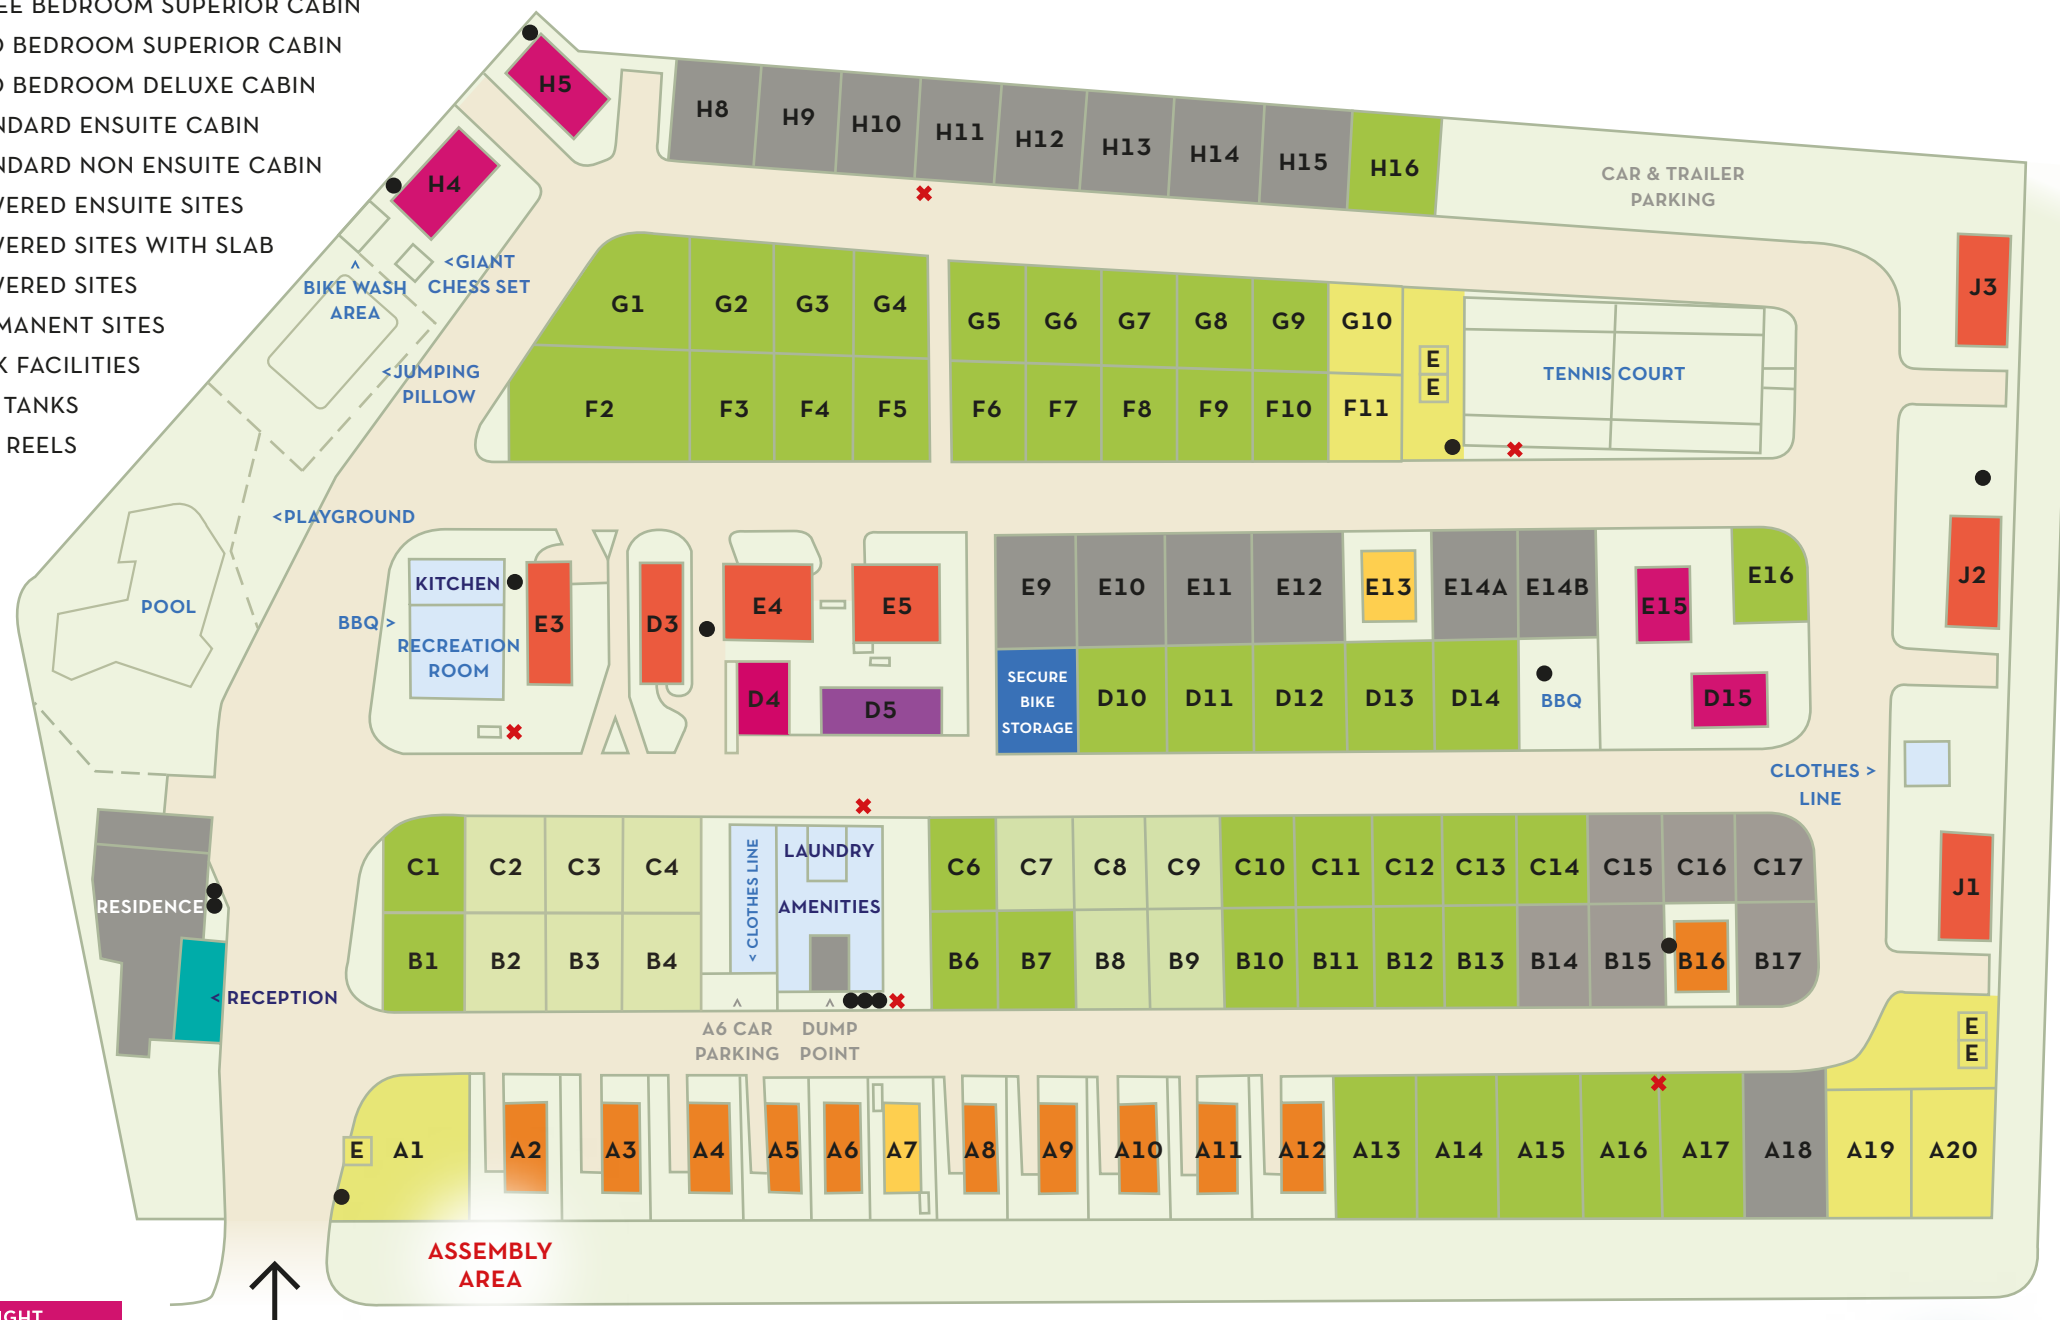 BEDROOM SUPERIOR CABIN
BEDROOM SUPERIOR CABIN
BEDROOM DELUXE CABIN
ENSUITE CABIN
NON ENSUITE CABIN
ENSUITE SITES
SITES WITH SLAB
SITES
SITES
FACILITIES
TANKS
REELS
H5
H4
H8 H9 H10 H11 H12 H13 H14 H15 H16
CAR & TRAILER
PARKING
J3
^
BIKE WASH
AREA
<GIANT
CHESS SET
G1 G2 G3 G4 G5 G6 G7 G8 G9 G10
E
E
TENNIS COURT
<JUMPING
PILLOW
F2 F3 F4 F5 F6 F7 F8 F9 F10 F11
<PLAYGROUND
POOL
KITCHEN
BBQ >
RECREATION
ROOM
E3 D3 E4 E5 E9 E10 E11 E12 E13 E14A E14B E15 E16
J2
D4 D5
SECURE
BIKE
STORAGE
D10 D11 D12 D13 D14
BBQ
D15
CLOTHES >
LINE
C1 C2 C3 C4
< CLOTHES LINE
LAUNDRY
AMENITIES
C6 C7 C8 C9 C10 C11 C12 C13 C14 C15 C16 C17
J1
RESIDENCE
< RECEPTION
B1 B2 B3 B4 B6 B7 B8 B9 B10 B11 B12 B13 B14 B15 B16 B17
^
A6 CAR
PARKING
^
DUMP
POINT
E
E
E
A1 A2 A3 A4 A5 A6 A7 A8 A9 A10 A11 A12 A13 A14 A15 A16 A17 A18 A19 A20
ASSEMBLY
AREA